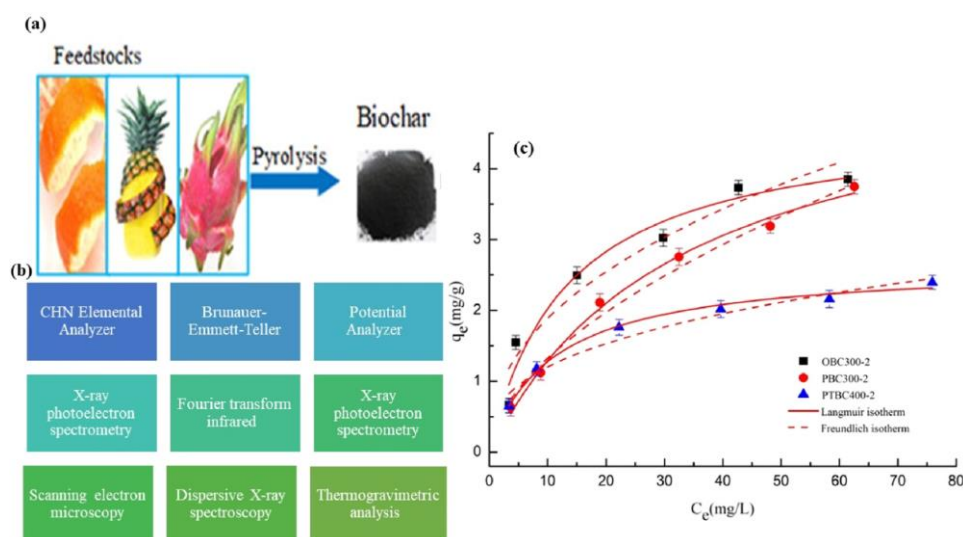 (a)
Feedstocks
Pyrolysis
Biochar
(b)
CHN Elemental
Analyzer
Brunauer-
Emmett-Teller
Potential
Analyzer
X-ray
photoelectron
spectrometry
Fourier transform
infrared
X-ray
photoelectron
spectrometry
Scanning electron
microscopy
Dispersive X-ray
spectroscopy
Thermogravimetric
analysis
(c)
qe(mg/g)
4
3
2
1
0
OBC300-2
PBC300-2
PTBC400-2
Langmuir isotherm
Freundlich isotherm
0 10 20 30 40 50 60 70 80
Ce(mg/L)